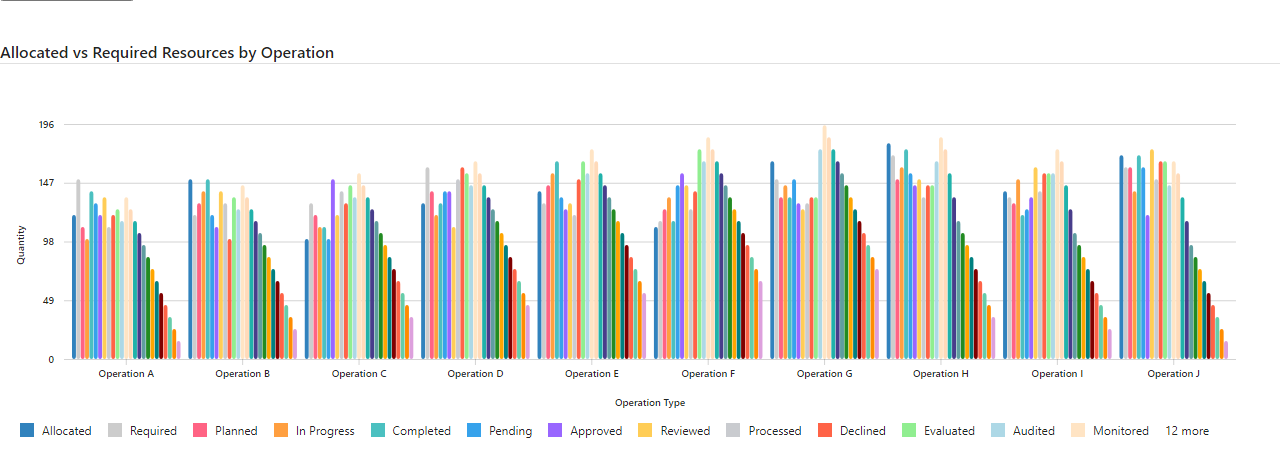 Allocated vs Required Resources by Operation
196
147
98
49
0
Quantity
Operation A Operation B Operation C Operation D Operation E Operation F Operation G Operation H Operation I Operation J
Operation Type
Allocated Required Planned In Progress Completed Pending Approved Reviewed Processed Declined Evaluated Audited Monitored 12 more